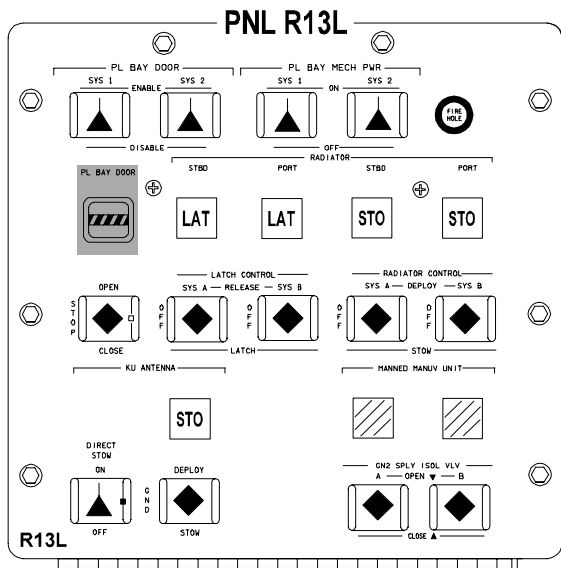 PNL R13L
PL BAY DOOR
PL BAY MECH PWR
SYS 1 ENABLE SYS 2
SYS 1 ON SYS 2
FIRE HOLE
DISABLE
OFF
RADIATOR
PL BAY DOOR
STBD PORT STBD PORT
LAT LAT STO STO
LATCH CONTROL
RADIATOR CONTROL
OPEN
SYS A RELEASE SYS B
SYS A DEPLOY SYS B
STOP
OFF
OFF
OFF
OFF
CLOSE
LATCH
STOW
KU ANTENNA
MANNED MANUV UNIT
STO
DIRECT STOW
ON
DEPLOY
GN2 SPLY ISOL VLV
A OPEN ▼ B
GND
OFF
STOW
CLOSE ▲
R13L